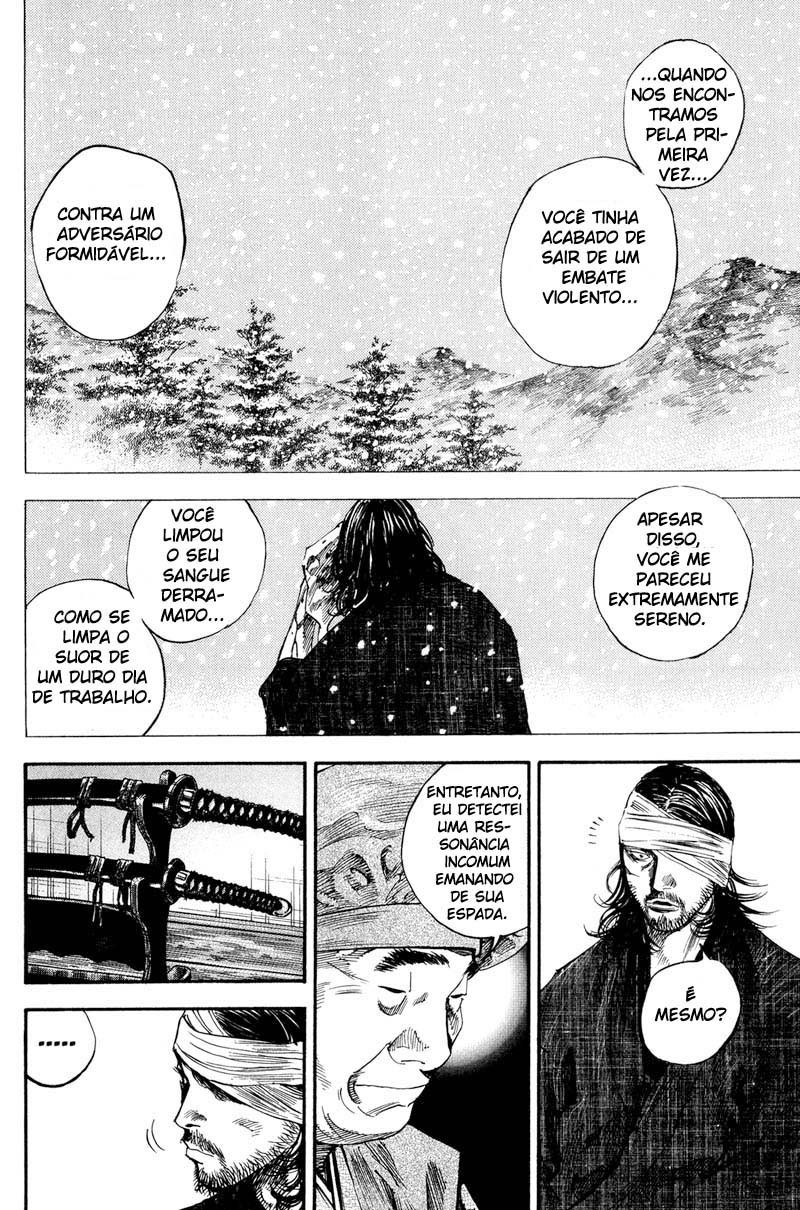 ...QUANDO
NOS ENCON-
TRAMOS
PELA PRI-
MEIRA
VEZ...
VOCÊ TINHA
ACABADO DE
SAIR DE UM
EMBATE
VIOLENTO...
CONTRA UM
ADVERSÁRIO
FORMIDÁVEL...
APESAR
DISSO,
VOCÊ ME
PARECEU
EXTREMAMENTE
SERENO.
VOCÊ
LIMPOU
O SEU
SANGUE
DERRA-
MADO...
COMO SE
LIMPA O
SUOR DE
UM DURO DIA
DE TRABALHO.
ENTRETANTO,
EU DETECTEI
UMA RES-
SONÂNCIA
INCOMUM
EMANANDO
DE SUA
ESPADA.
É
MESMO?
.....